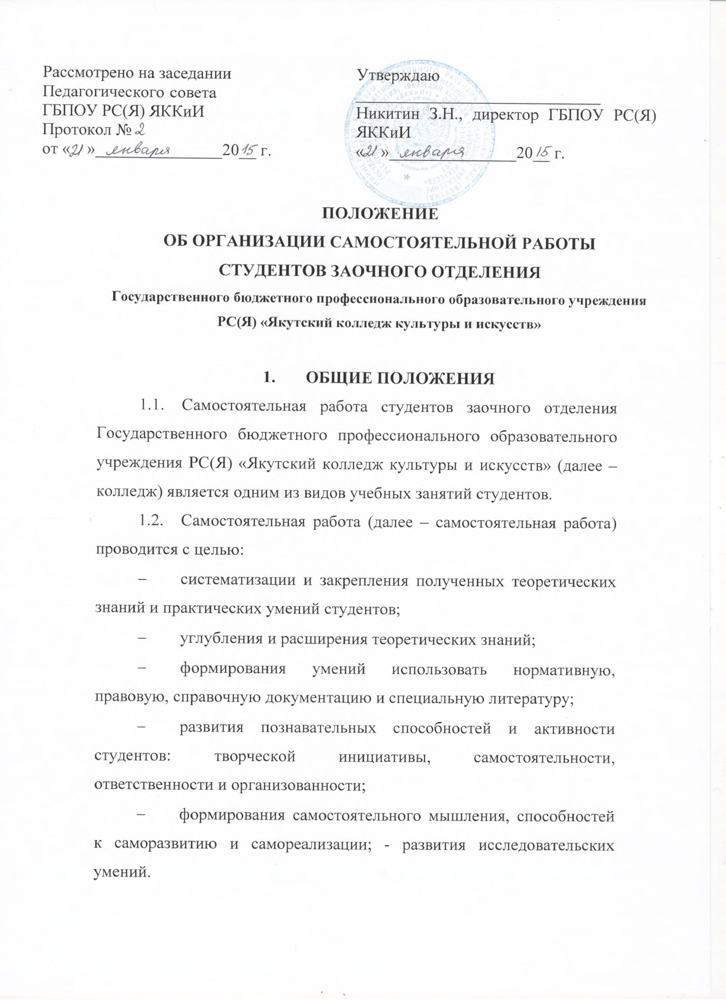 Рассмотрено на заседании
Педагогического совета
ГБПОУ РС(Я) ЯККиИ
Протокол № 2
от «21» января 2015 г.
Утверждаю
Никитин З.Н., директор ГБПОУ РС(Я)
ЯККиИ
«21» января 2015 г.
ПОЛОЖЕНИЕ
ОБ ОРГАНИЗАЦИИ САМОСТОЯТЕЛЬНОЙ РАБОТЫ
СТУДЕНТОВ ЗАОЧНОГО ОТДЕЛЕНИЯ
Государственного бюджетного профессионального образовательного учреждения
РС(Я) «Якутский колледж культуры и искусств»
1. ОБЩИЕ ПОЛОЖЕНИЯ
1.1. Самостоятельная работа студентов заочного отделения
Государственного бюджетного профессионального образовательного
учреждения РС(Я) «Якутский колледж культуры и искусств» (далее –
колледж) является одним из видов учебных занятий студентов.
1.2. Самостоятельная работа (далее – самостоятельная работа)
проводится с целью:
– систематизации и закрепления полученных теоретических
знаний и практических умений студентов;
– углубления и расширения теоретических знаний;
– формирования умений использовать нормативную,
правовую, справочную документацию и специальную литературу;
– развития познавательных способностей и активности
студентов: творческой инициативы, самостоятельности,
ответственности и организованности;
– формирования самостоятельного мышления, способностей
к саморазвитию и самореализации; - развития исследовательских
умений.